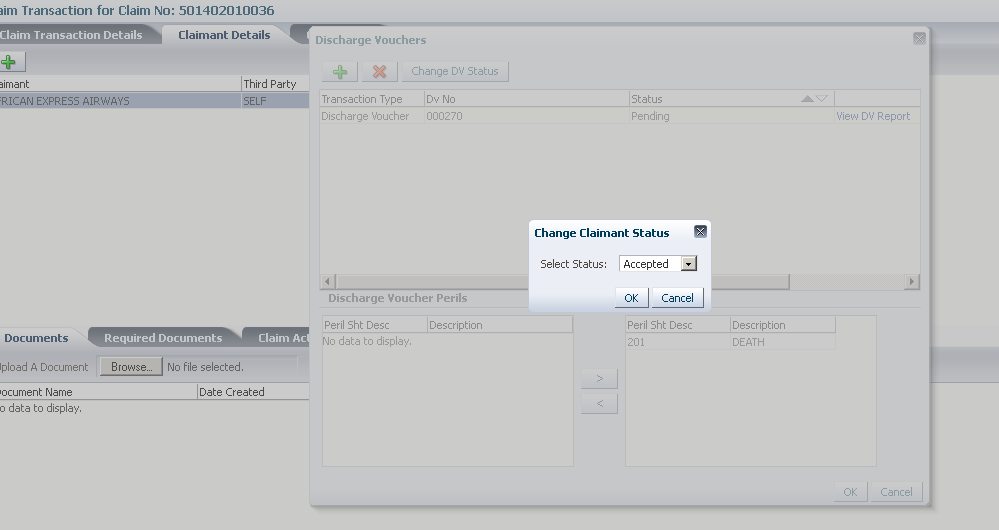 aim Transaction for Claim No: 501402010036
Claim Transaction Details
Claimant Details
aimant
Third Party
RICAN EXPRESS AIRWAYS
SELF
Discharge Vouchers
Change DV Status
Transaction Type
Dv No
Status
Discharge Voucher
000270
Pending
View DV Report
Change Claimant Status
Select Status:
Accepted
OK
Cancel
Discharge Voucher Perils
Peril Sht Desc
Description
No data to display.
>
<
Peril Sht Desc
Description
201
DEATH
OK
Cancel
Documents
Required Documents
Claim Act
Upload A Document
Browse...
No file selected.
Document Name
Date Created
o data to display.